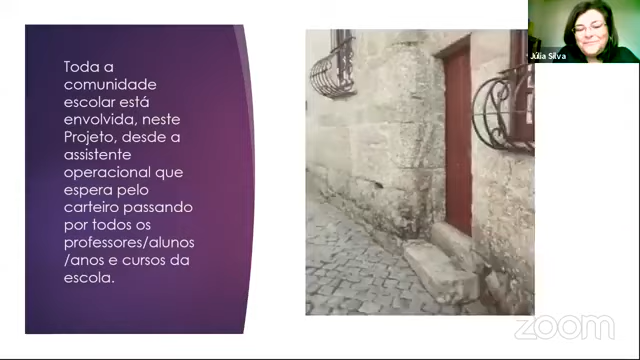 Toda a
comunidade
escolar está
envolvida, neste
Projeto, desde a
assistente
operacional que
espera pelo
carteiro passando
por todos os
professores/alunos
/anos e cursos da
escola.
Júlia Silva
zoom